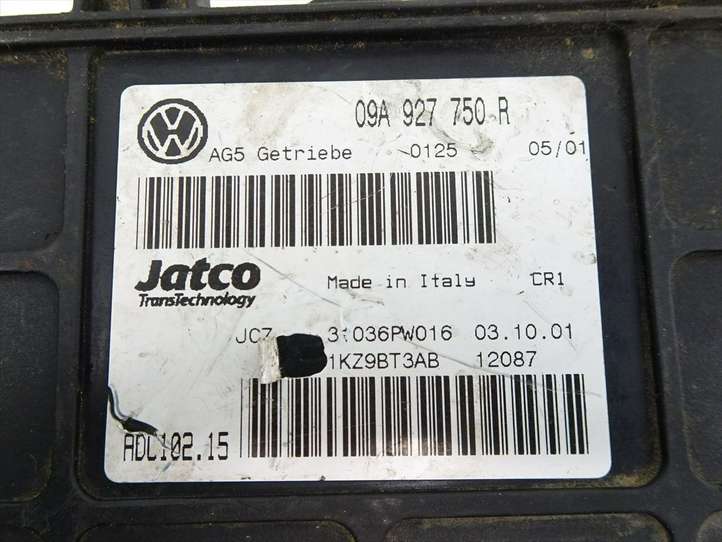 09A 927 750 R
AG5 Getriebe 0125 05/01
Jatco
TransTechnology
Made in Italy CR1
31036PW016 03.10.01
1KZ9BT3AB 12087
ADC102.15